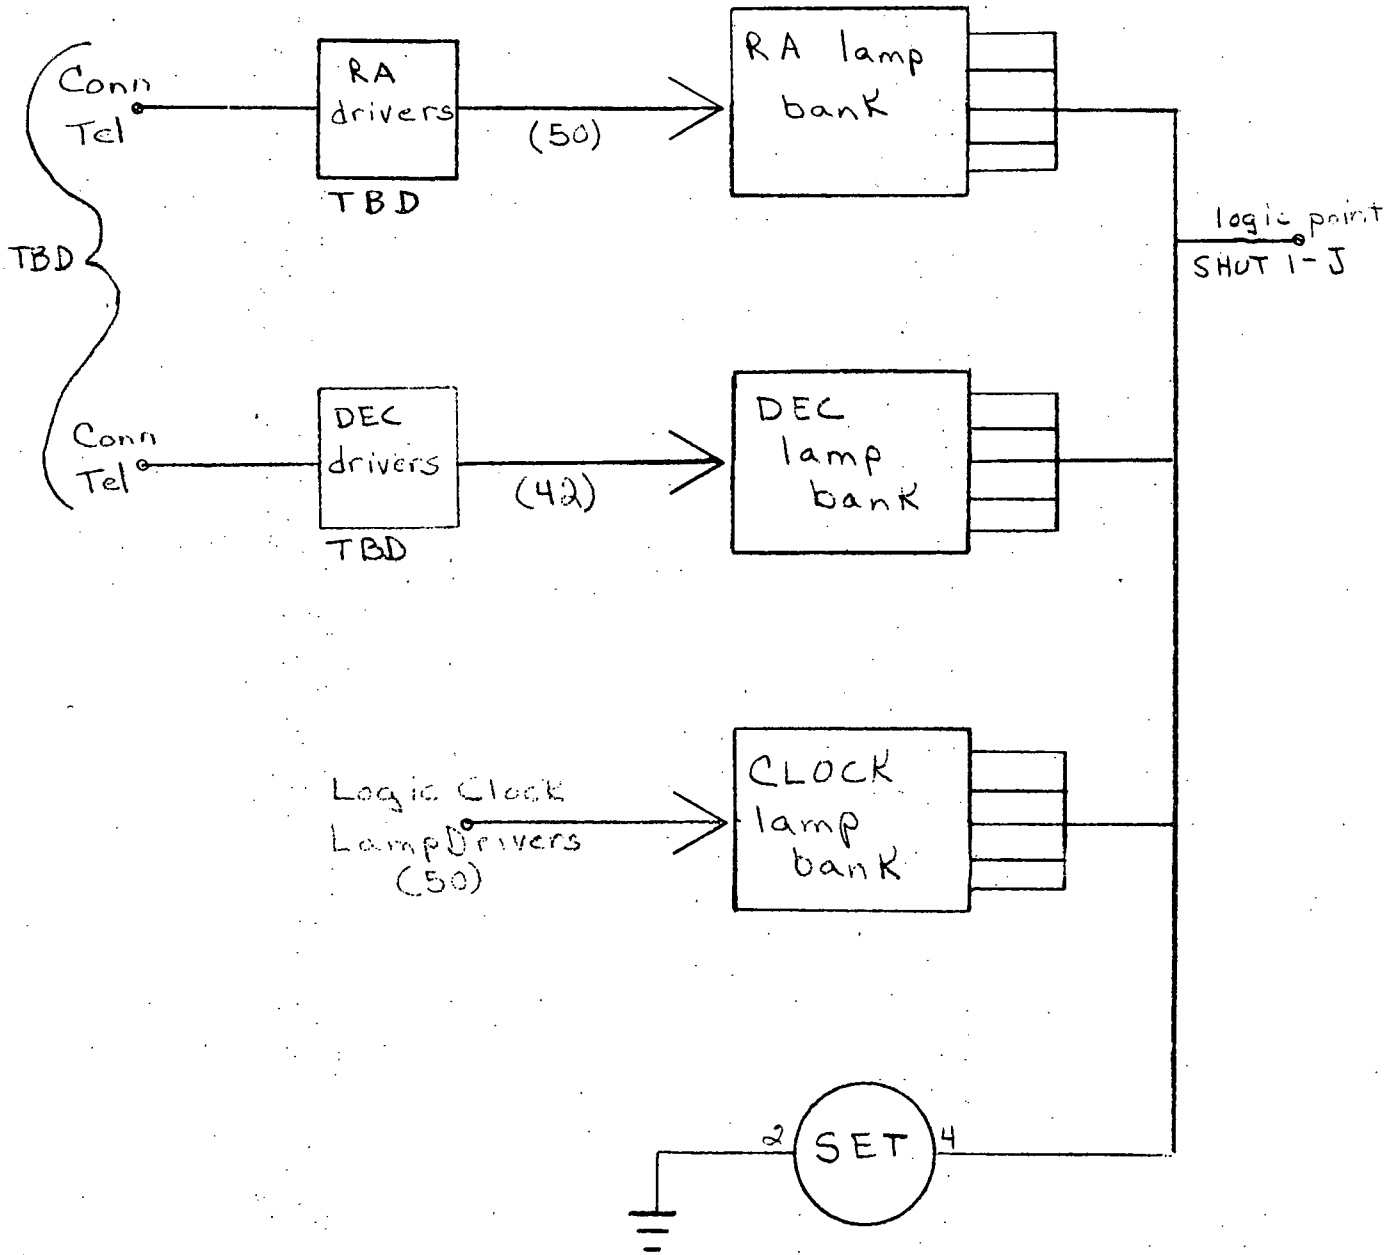 Conn
Tel
RA
drivers
TBD
(50)
RA lamp
bank
logic point
SHUT 1-J
TBD
Conn
Tel
DEC
drivers
TBD
(42)
DEC
lamp
bank
Logic Clock
Lamp Drivers
(50)
CLOCK
lamp
bank
2
SET
4